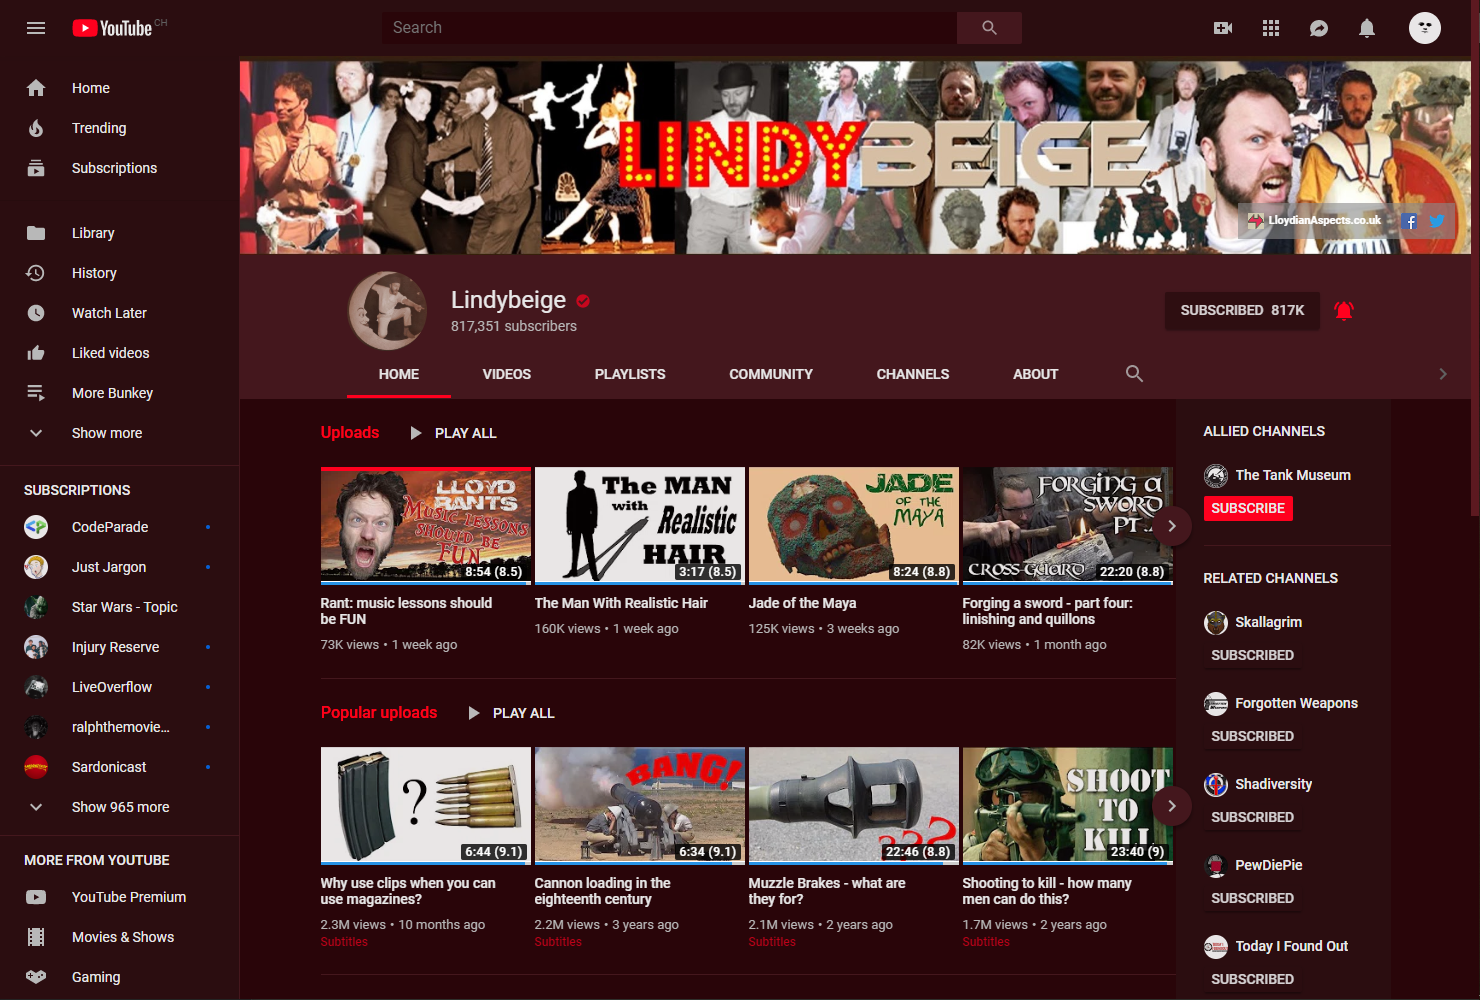 YouTube CH
Search
Home
Trending
Subscriptions
Library
History
Watch Later
Liked videos
More Bunkey
Show more
SUBSCRIPTIONS
CodeParade
Just Jargon
Star Wars - Topic
Injury Reserve
LiveOverflow
ralphthemovie...
Sardonicast
Show 965 more
MORE FROM YOUTUBE
YouTube Premium
Movies & Shows
Gaming
LINDYBEIGE
LloydianAspects.co.uk
Lindybeige
817,351 subscribers
SUBSCRIBED 817K
HOME VIDEOS PLAYLISTS COMMUNITY CHANNELS ABOUT
Uploads PLAY ALL
LLOYD
RANTS
Music lessons
SHOULD BE
FUN
8:54 (8.5)
Rant: music lessons should
be FUN
73K views • 1 week ago
The MAN
with Realistic
HAIR
3:17 (8.5)
The Man With Realistic Hair
160K views • 1 week ago
JADE
OF THE
MAYA
8:24 (8.8)
Jade of the Maya
125K views • 3 weeks ago
FORGING A
SWORD
PT.
CROSS-GUARD
22:20 (8.8)
Forging a sword - part four:
linishing and quillons
82K views • 1 month ago
Popular uploads PLAY ALL
?
6:44 (9.1)
Why use clips when you can
use magazines?
2.3M views • 10 months ago
Subtitles
BANG!
6:34 (9.1)
Cannon loading in the
eighteenth century
2.2M views • 3 years ago
Subtitles
???
22:46 (8.8)
Muzzle Brakes - what are
they for?
2.1M views • 2 years ago
Subtitles
SHOOT
TO
KILL
23:40 (9)
Shooting to kill - how many
men can do this?
1.7M views • 2 years ago
Subtitles
ALLIED CHANNELS
The Tank Museum
SUBSCRIBE
RELATED CHANNELS
Skallagrim
SUBSCRIBED
Forgotten Weapons
SUBSCRIBED
Shadiversity
SUBSCRIBED
PewDiePie
SUBSCRIBED
Today I Found Out
SUBSCRIBED